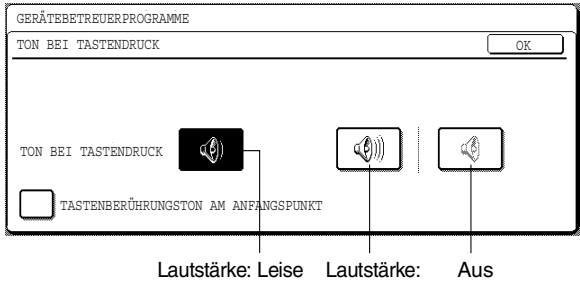 GERÄTEBETREUERPROGRAMME
TON BEI TASTENDRUCK
OK
TON BEI TASTENDRUCK
TASTENBERÜHRUNGSTON AM ANFANGSPUNKT
Lautstärke: Leise Lautstärke: Aus